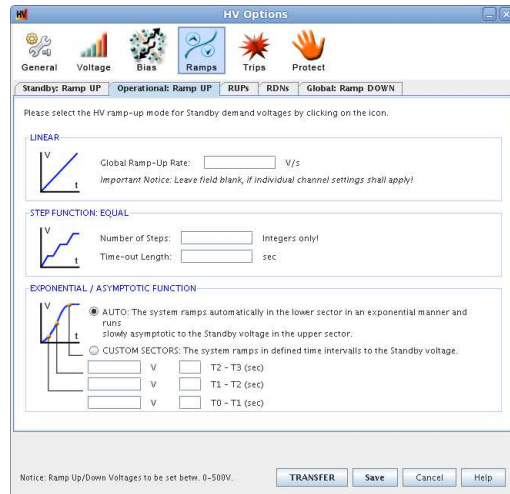 HV Options
General Voltage Bias Ramps Trips Protect
Standby: Ramp UP Operational: Ramp UP RUPs RDNs Global: Ramp DOWN
Please select the HV ramp-up mode for Standby demand voltages by clicking on the icon.
LINEAR
V
t
Global Ramp-Up Rate: V/s
Important Notice: Leave field blank, if individual channel settings shall apply!
STEP FUNCTION: EQUAL
V
t
Number of Steps: Integers only!
Time-out Length: sec
EXPONENTIAL / ASYMPTOTIC FUNCTION
V
t
AUTO: The system ramps automatically in the lower sector in an exponential manner and
runs
slowly asymptotic to the Standby voltage in the upper sector.
CUSTOM SECTORS: The system ramps in defined time intervalls to the Standby voltage.
V T2 - T3 (sec)
V T1 - T2 (sec)
V T0 - T1 (sec)
Notice: Ramp Up/Down Voltages to be set betw. 0-500V.
TRANSFER Save Cancel Help